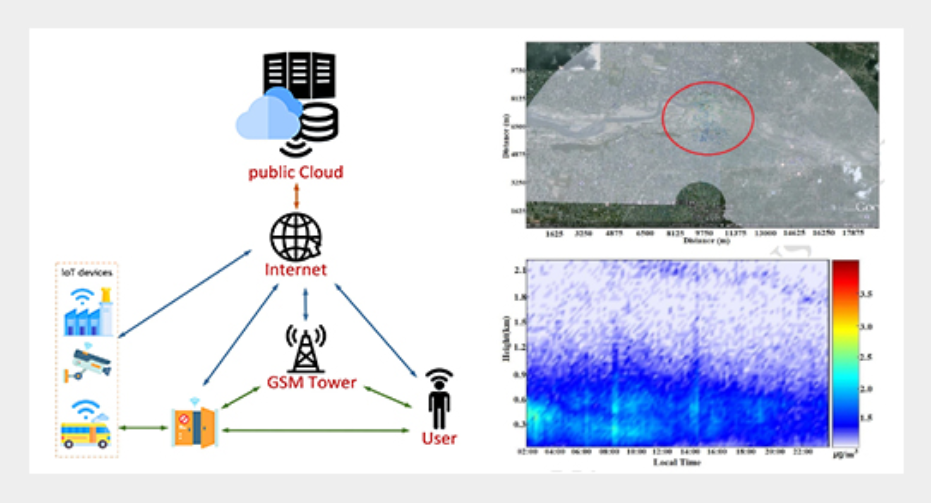 public Cloud
Internet
IoT devices
GSM Tower
User
Distance (m)
9750
8125
6500
4875
3250
1625
1625 3250 4875 6500 8125 9750 11375 13000 14625 16250 17875
Distance (m)
Goo
Height(km)
2.1
1.8
1.5
1.2
0.9
0.6
0.3
02:00 04:00 06:00 08:00 10:00 12:00 04:00 16:00 18:00 20:00 22:00
Local Time
3.5
3.0
2.5
2.0
1.5
μg/m³